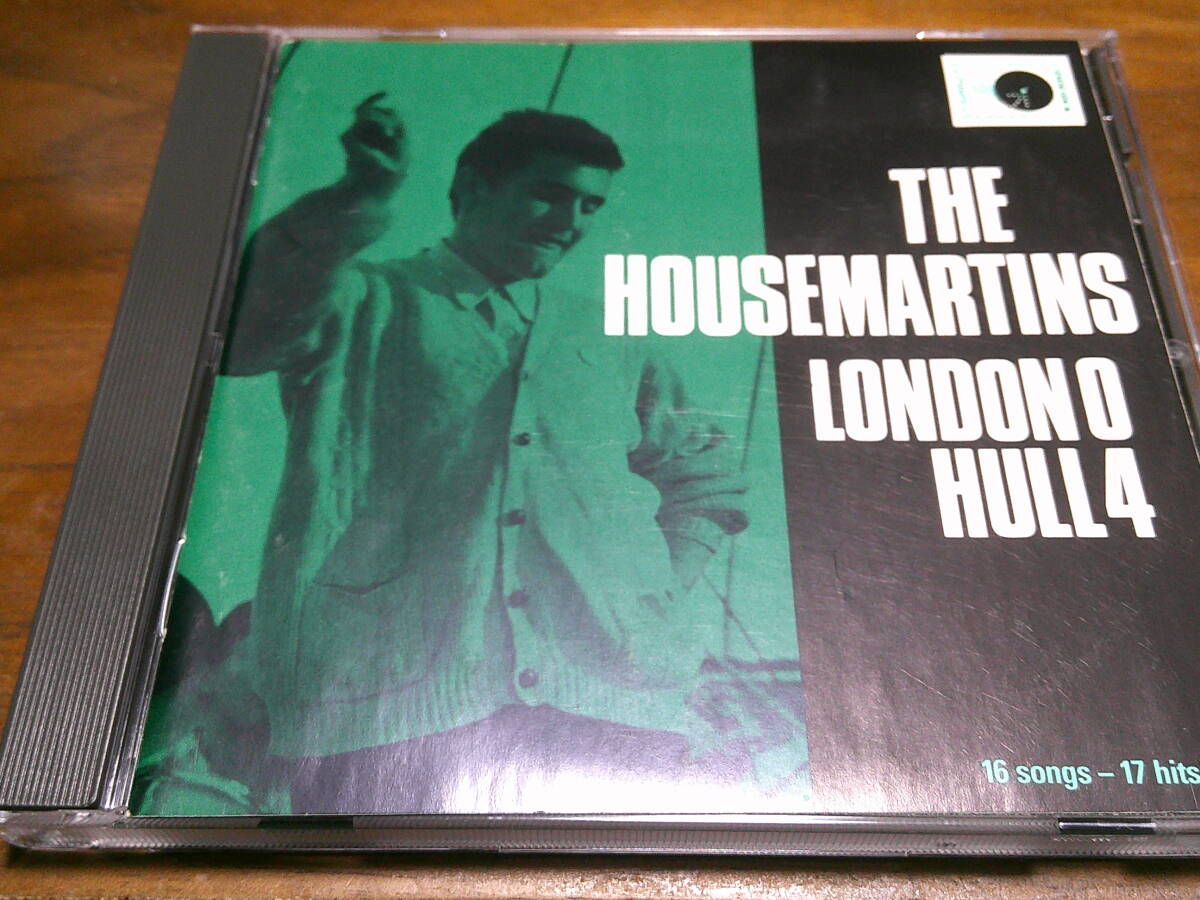 THE
HOUSEMARTINS
LONDON 0
HULL 4
16 songs – 17 hits